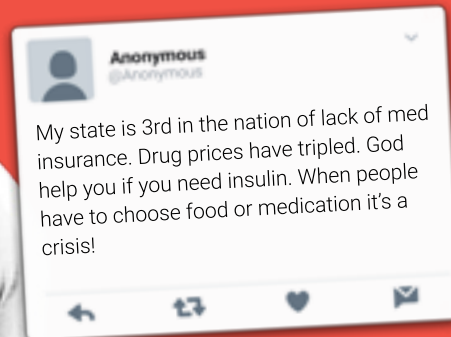 Anonymous
@Anonymous
My state is 3rd in the nation of lack of med
insurance. Drug prices have tripled. God
help you if you need insulin. When people
have to choose food or medication it's a
crisis!